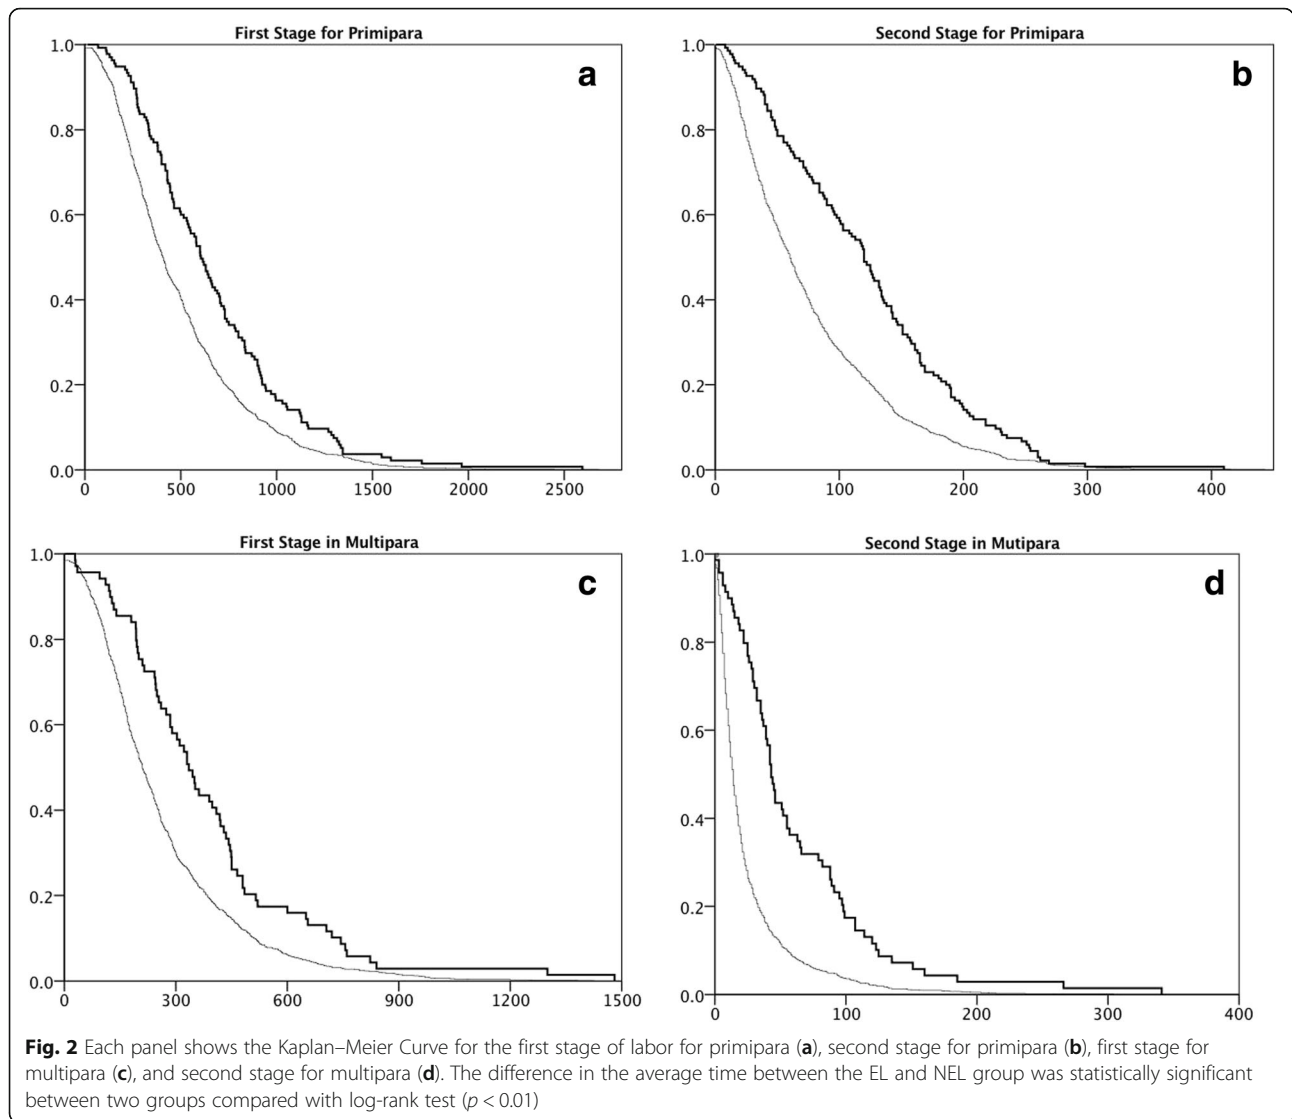 First Stage for Primipara
a
1.0
0.8
0.6
0.4
0.2
0.0
0 500 1000 1500 2000 2500
Second Stage for Primipara
b
1.0
0.8
0.6
0.4
0.2
0.0
0 100 200 300 400
First Stage in Multipara
c
1.0
0.8
0.6
0.4
0.2
0.0
0 300 600 900 1200 1500
Second Stage in Mutipara
d
1.0
0.8
0.6
0.4
0.2
0.0
0 100 200 300 400
Fig. 2 Each panel shows the Kaplan–Meier Curve for the first stage of labor for primipara (a), second stage for primipara (b), first stage for
multipara (c), and second stage for multipara (d). The difference in the average time between the EL and NEL group was statistically significant
between two groups compared with log-rank test (p < 0.01)